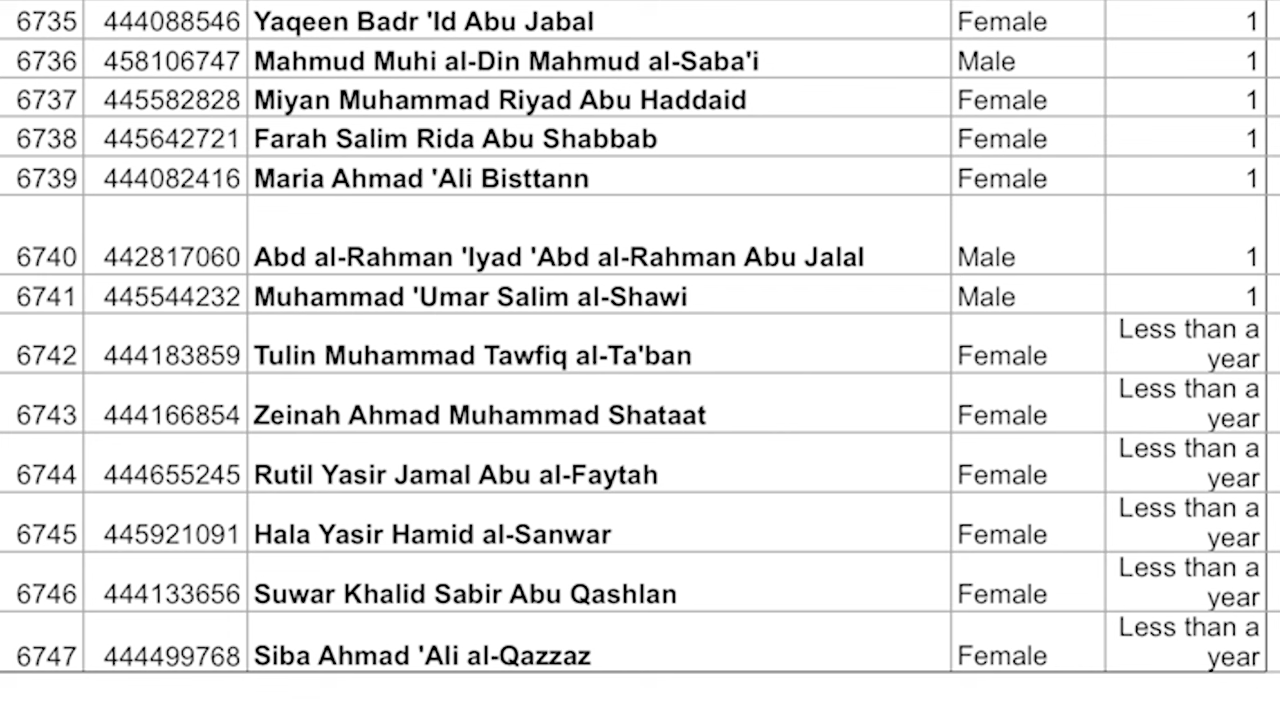 6735 444088546 Yaqeen Badr 'Id Abu Jabal Female 1
6736 458106747 Mahmud Muhi al-Din Mahmud al-Saba'i Male 1
6737 445582828 Miyan Muhammad Riyad Abu Haddaid Female 1
6738 445642721 Farah Salim Rida Abu Shabbab Female 1
6739 444082416 Maria Ahmad 'Ali Bisttann Female 1
6740 442817060 Abd al-Rahman 'Iyad 'Abd al-Rahman Abu Jalal Male 1
6741 445544232 Muhammad 'Umar Salim al-Shawi Male 1
Less than a
6742 444183859 Tulin Muhammad Tawfiq al-Ta'ban Female year
Less than a
6743 444166854 Zeinah Ahmad Muhammad Shataat Female year
Less than a
6744 444655245 Rutil Yasir Jamal Abu al-Faytah Female year
Less than a
6745 445921091 Hala Yasir Hamid al-Sanwar Female year
Less than a
6746 444133656 Suwar Khalid Sabir Abu Qashlan Female year
Less than a
6747 444499768 Siba Ahmad 'Ali al-Qazzaz Female year